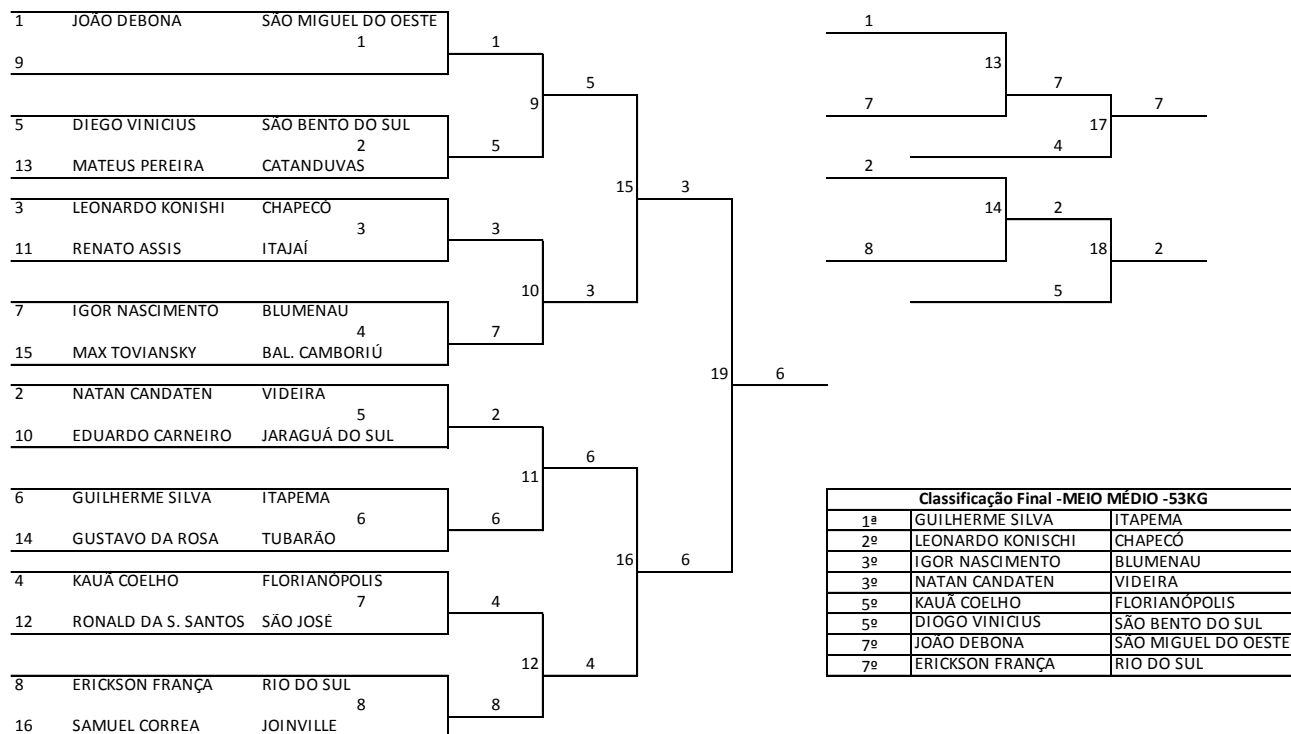 1 JOÃO DEBONA SÃO MIGUEL DO OESTE
1 1
9
5
9
5 DIEGO VINICIUS SÃO BENTO DO SUL
2 5
13 MATEUS PEREIRA CATANDUVAS
15 3
3 LEONARDO KONISHI CHAPECÓ
3 3
11 RENATO ASSIS ITAJAÍ
10 3
7 IGOR NASCIMENTO BLUMENAU
4 7
15 MAX TOVIANSKY BAL. CAMBORIÚ
19 6
2 NATAN CANDATEN VIDEIRA
5 2
10 EDUARDO CARNEIRO JARAGUÁ DO SUL
6
11
6 GUILHERME SILVA ITAPEMA
6 6
14 GUSTAVO DA ROSA TUBARÃO
16 6
4 KAUÃ COELHO FLORIANÓPOLIS
7 4
12 RONALD DA S. SANTOS SÃO JOSÉ
12 4
8 ERICKSON FRANÇA RIO DO SUL
8 8
16 SAMUEL CORREA JOINVILLE
1
13
7
7 7
17
4
2
14 2
8 18 2
5
Classificação Final -MEIO MÉDIO -53KG
1ª GUILHERME SILVA ITAPEMA
2º LEONARDO KONISCHI CHAPECÓ
3º IGOR NASCIMENTO BLUMENAU
3º NATAN CANDATEN VIDEIRA
5º KAUÃ COELHO FLORIANÓPOLIS
5º DIOGO VINICIUS SÃO BENTO DO SUL
7º JOÃO DEBONA SÃO MIGUEL DO OESTE
7º ERICKSON FRANÇA RIO DO SUL